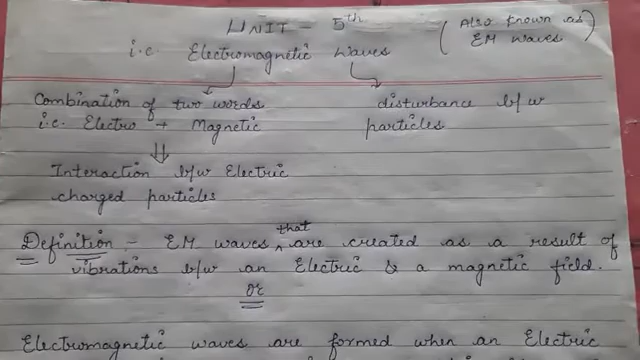 UNIT - 5th
(Also known as
EM waves)
i.e. Electromagnetic Waves
Combination of two words
i.e. Electro + Magnetic
disturbance b/w
particles
⇓
Interaction b/w Electric
charged particles
Definition :- EM waves ^that are created as a result of
vibrations b/w an Electric & a magnetic field.
or
Electromagnetic waves are formed when an Electric